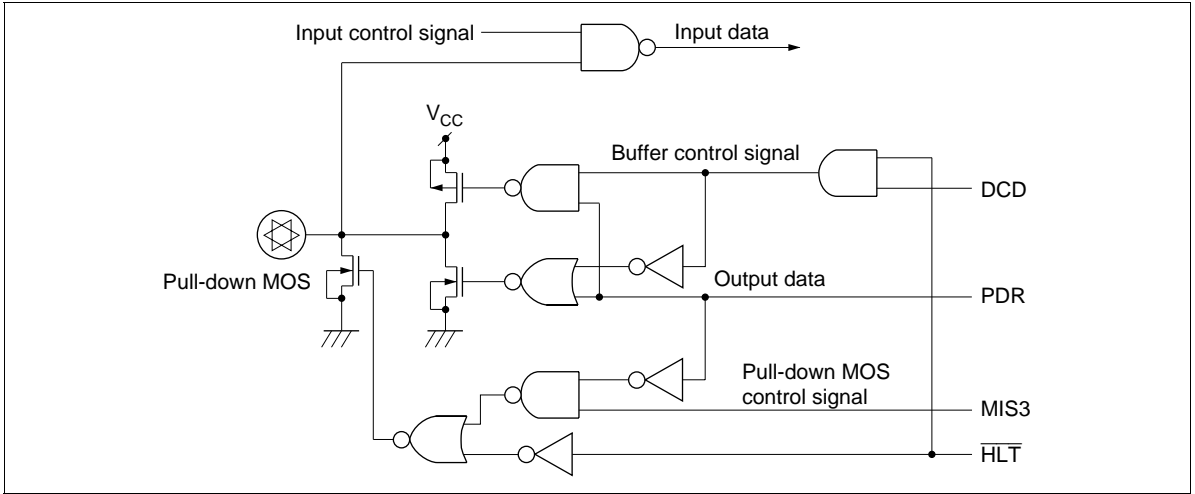 Input control signal
Input data
VCC
Buffer control signal
DCD
Pull-down MOS
Output data
PDR
Pull-down MOS
control signal
MIS3
HLT